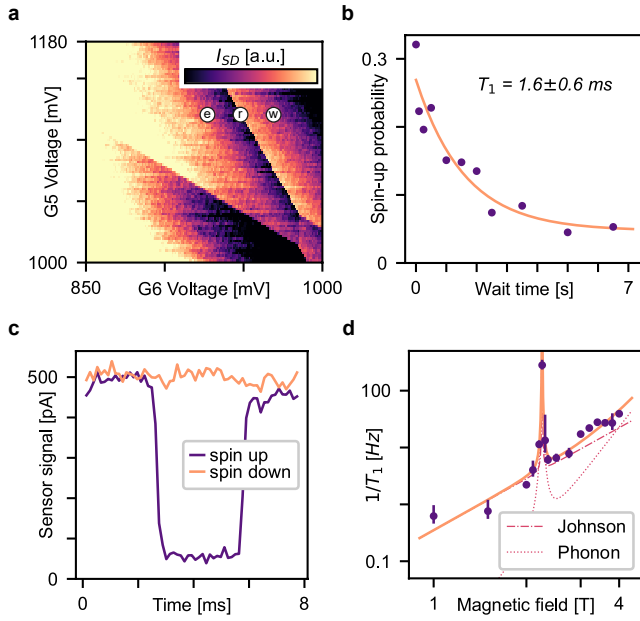 a
1180
I_SD [a.u.]
e r w
G5 Voltage [mV]
1000
850 G6 Voltage [mV] 1000
b
0.3
T₁ = 1.6±0.6 ms
Spin-up probability
0
0 Wait time [s] 7
c
500
Sensor signal [pA]
spin up
spin down
0
0 Time [ms] 8
d
100
1/T₁ [Hz]
Johnson
Phonon
0.1
1 Magnetic field [T] 4